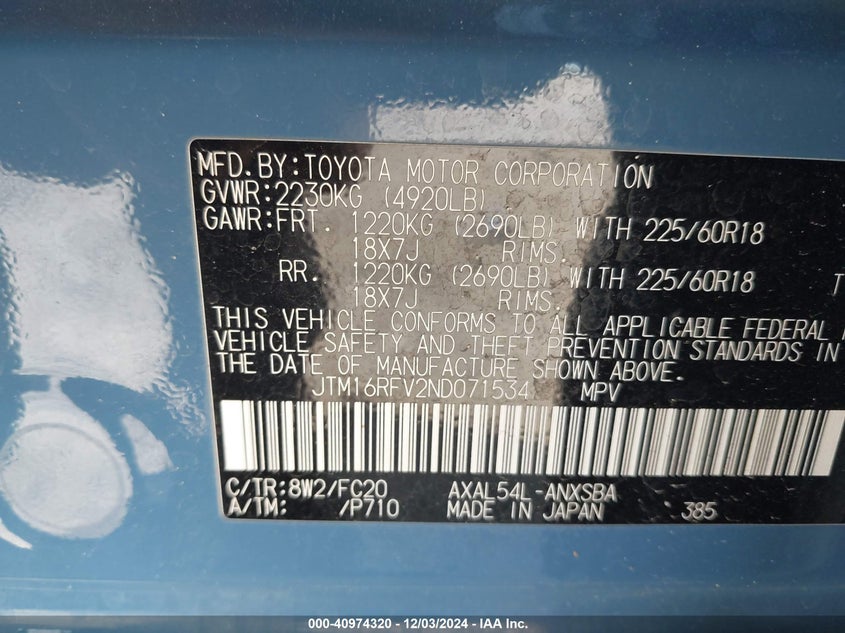 MFD.BY:TOYOTA MOTOR CORPORATION
GVWR:2230KG (4920LB)
GAWR:FRT. 1220KG (2690LB) WITH 225/60R18
18X7J RIMS.
RR. 1220KG (2690LB) WITH 225/60R18 T
18X7J RIMS.
THIS VEHICLE CONFORMS TO ALL APPLICABLE FEDERAL
VEHICLE SAFETY AND THEFT PREVENTION STANDARDS IN
THE DATE OF MANUFACTURE SHOWN ABOVE.
JTM16RFV2ND071534 MPV
C/TR:8W2/FC20 AXAL54L-ANXSBA
A/TM: /P710 MADE IN JAPAN 385
000-40974320 - 12/03/2024 - IAA Inc.